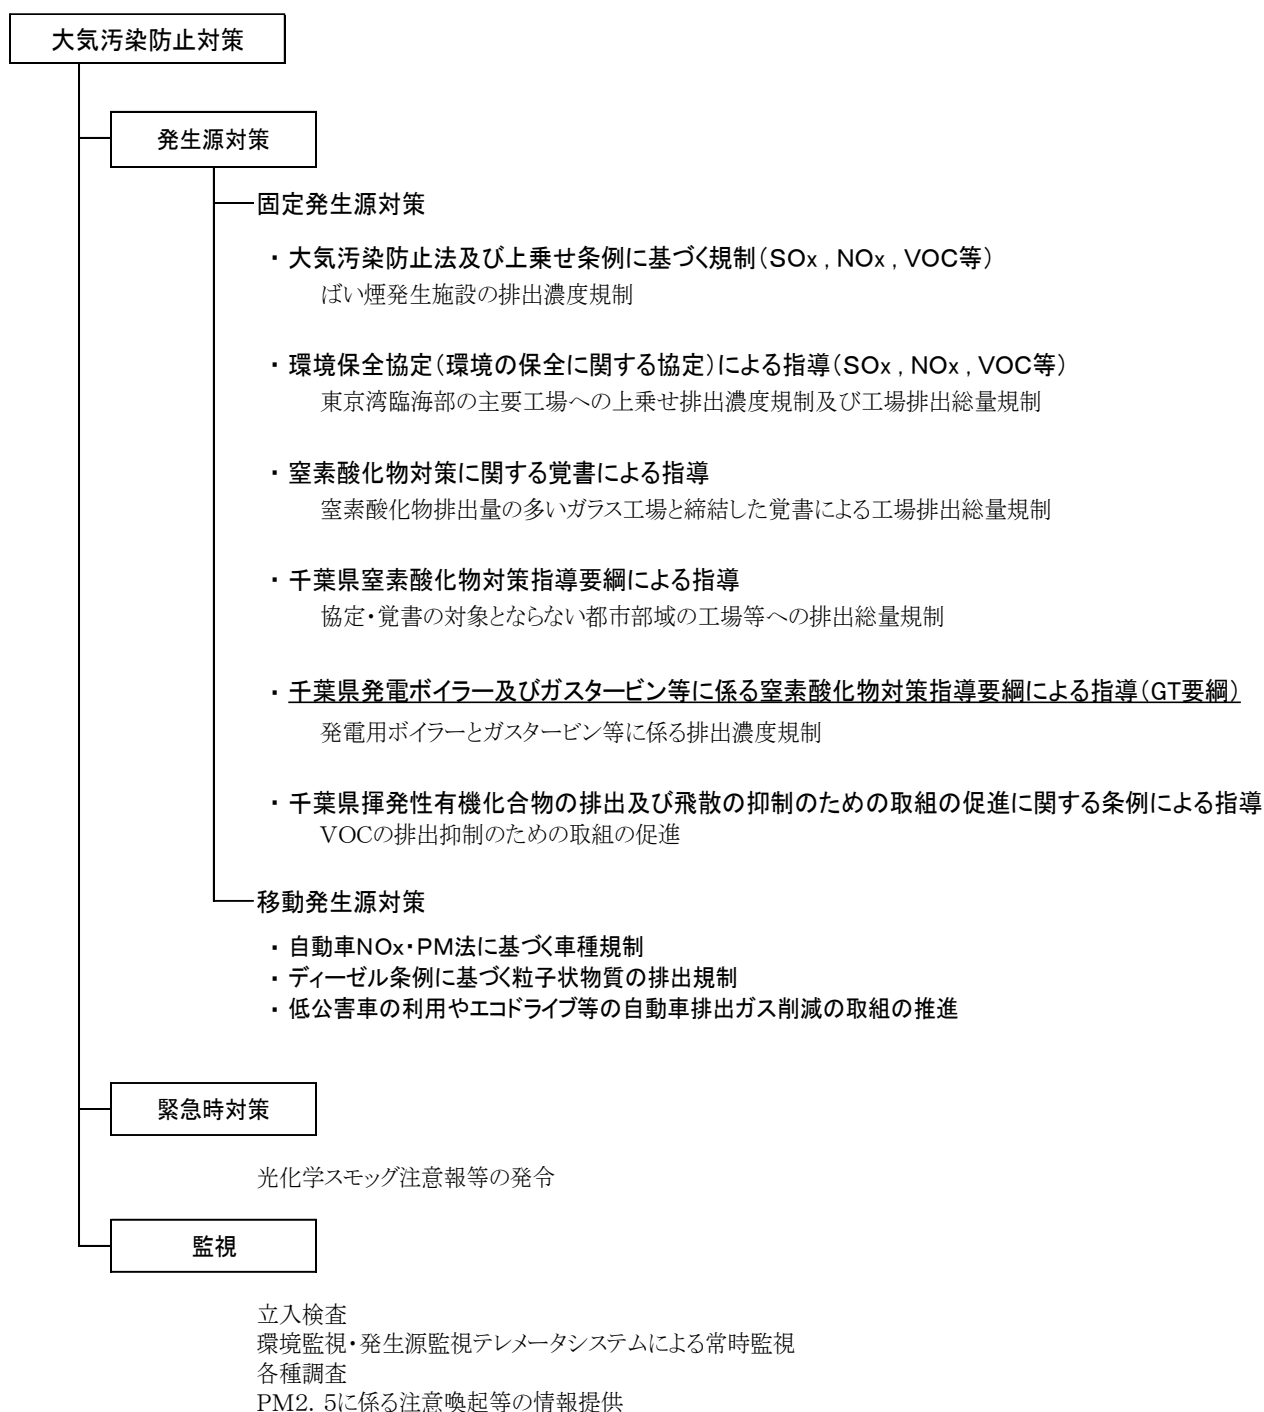 大気汚染防止対策
発生源対策
固定発生源対策
・ 大気汚染防止法及び上乗せ条例に基づく規制(SOx , NOx , VOC等)
ばい煙発生施設の排出濃度規制
・ 環境保全協定(環境の保全に関する協定)による指導(SOx , NOx , VOC等)
東京湾臨海部の主要工場への上乗せ排出濃度規制及び工場排出総量規制
・ 窒素酸化物対策に関する覚書による指導
窒素酸化物排出量の多いガラス工場と締結した覚書による工場排出総量規制
・ 千葉県窒素酸化物対策指導要綱による指導
協定・覚書の対象とならない都市部域の工場等への排出総量規制
・ 千葉県発電ボイラー及びガスタービン等に係る窒素酸化物対策指導要綱による指導(GT要綱)
発電用ボイラーとガスタービン等に係る排出濃度規制
・ 千葉県揮発性有機化合物の排出及び飛散の抑制のための取組の促進に関する条例による指導
VOCの排出抑制のための取組の促進
移動発生源対策
・ 自動車NOx・PM法に基づく車種規制
・ ディーゼル条例に基づく粒子状物質の排出規制
・ 低公害車の利用やエコドライブ等の自動車排出ガス削減の取組の推進
緊急時対策
光化学スモッグ注意報等の発令
監視
立入検査
環境監視・発生源監視テレメータシステムによる常時監視
各種調査
PM2. 5に係る注意喚起等の情報提供